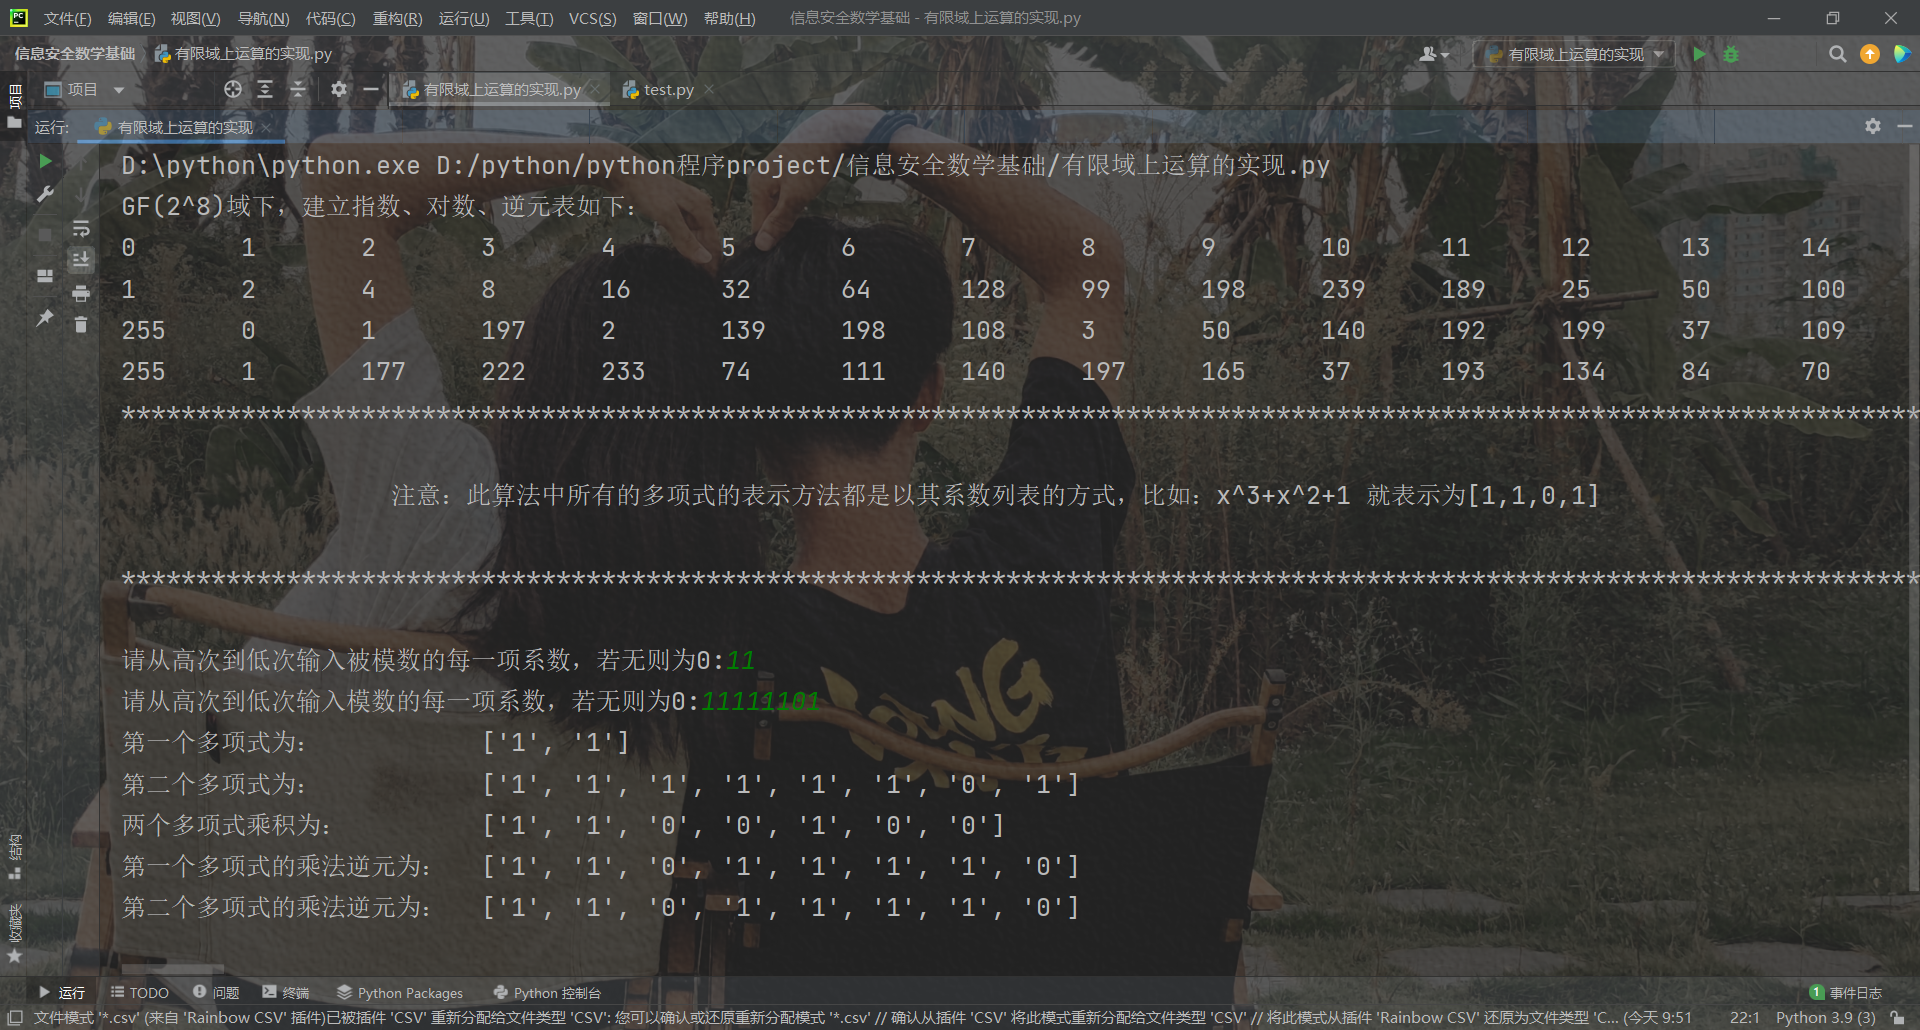 文件(F) 编辑(E) 视图(V) 导航(N) 代码(C) 重构(R) 运行(U) 工具(T) VCS(S) 窗口(W) 帮助(H) 信息安全数学基础 - 有限域上运算的实现.py
信息安全数学基础 有限域上运算的实现.py 有限域上运算的实现
项目 项目 有限域上运算的实现.py test.py
运行: 有限域上运算的实现
D:\python\python.exe D:/python/python程序project/信息安全数学基础/有限域上运算的实现.py
GF(2^8)域下，建立指数、对数、逆元表如下：
0 1 2 3 4 5 6 7 8 9 10 11 12 13 14
1 2 4 8 16 32 64 128 99 198 239 189 25 50 100
255 0 1 197 2 139 198 108 3 50 140 192 199 37 109
255 1 177 222 233 74 111 140 197 165 37 193 134 84 70
************************************************************************************************************************
注意：此算法中所有的多项式的表示方法都是以其系数列表的方式，比如：x^3+x^2+1 就表示为[1,1,0,1]
************************************************************************************************************************
请从高次到低次输入被模数的每一项系数，若无则为0:11
请从高次到低次输入模数的每一项系数，若无则为0:11111101
第一个多项式为： ['1', '1']
第二个多项式为： ['1', '1', '1', '1', '1', '1', '0', '1']
两个多项式乘积为： ['1', '1', '0', '0', '1', '0', '0']
第一个多项式的乘法逆元为： ['1', '1', '0', '1', '1', '1', '1', '0']
第二个多项式的乘法逆元为： ['1', '1', '0', '1', '1', '1', '1', '0']
结构
收藏夹
运行 TODO 问题 终端 Python Packages Python 控制台 1 事件日志
文件模式 '*.csv' (来自 'Rainbow CSV' 插件)已被插件 'CSV' 重新分配给文件类型 'CSV': 您可以确认或还原重新分配模式 '*.csv' // 确认从插件 'CSV' 将此模式重新分配给文件类型 'CSV' // 将此模式从插件 'Rainbow CSV' 还原为文件类型 'C... (今天 9:51 22:1 Python 3.9 (3)